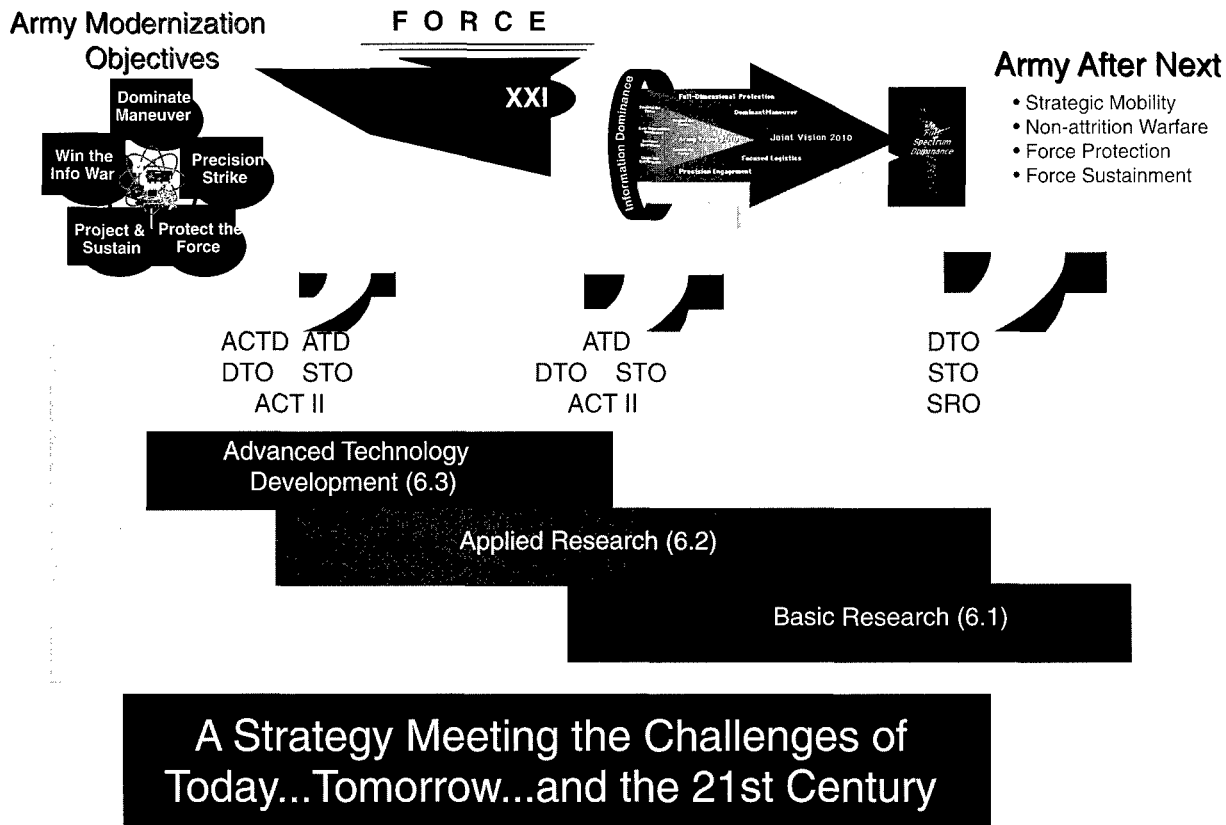 Army Modernization
Objectives
Dominate
Maneuver
Win the
Info War
Precision
Strike
Project &
Sustain
Protect the
Force
FORCE
XXI
Information Dominance
Full-Dimensional Protection
Dominant Maneuver
Joint Vision 2010
Focused Logistics
Precision Engagement
Full
Spectrum
Dominance
Army After Next
• Strategic Mobility
• Non-attrition Warfare
• Force Protection
• Force Sustainment
ACTD ATD
DTO STO
ACT II
ATD
DTO STO
ACT II
DTO
STO
SRO
Advanced Technology
Development (6.3)
Applied Research (6.2)
Basic Research (6.1)
A Strategy Meeting the Challenges of
Today...Tomorrow...and the 21st Century